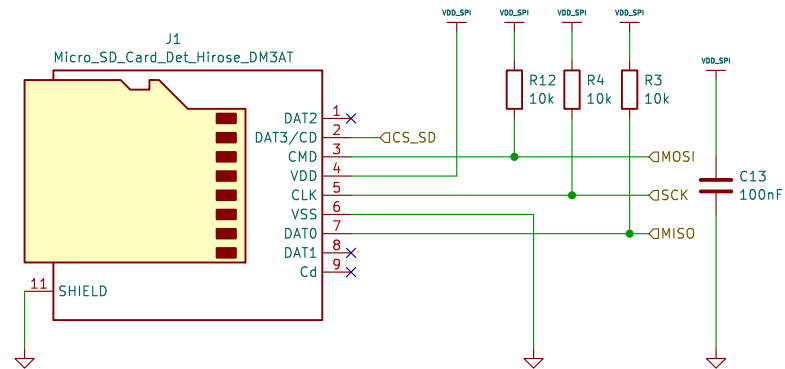 VDD_SPI VDD_SPI VDD_SPI VDD_SPI
J1
Micro_SD_Card_Det_Hirose_DM3AT
VDD_SPI
R12 R4 R3
10k 10k 10k
DAT2 1
DAT3/CD 2 CS_SD
CMD 3 MOSI
VDD 4 C13
CLK 5 SCK 100nF
VSS 6
DAT0 7 MISO
DAT1 8
Cd 9
11 SHIELD